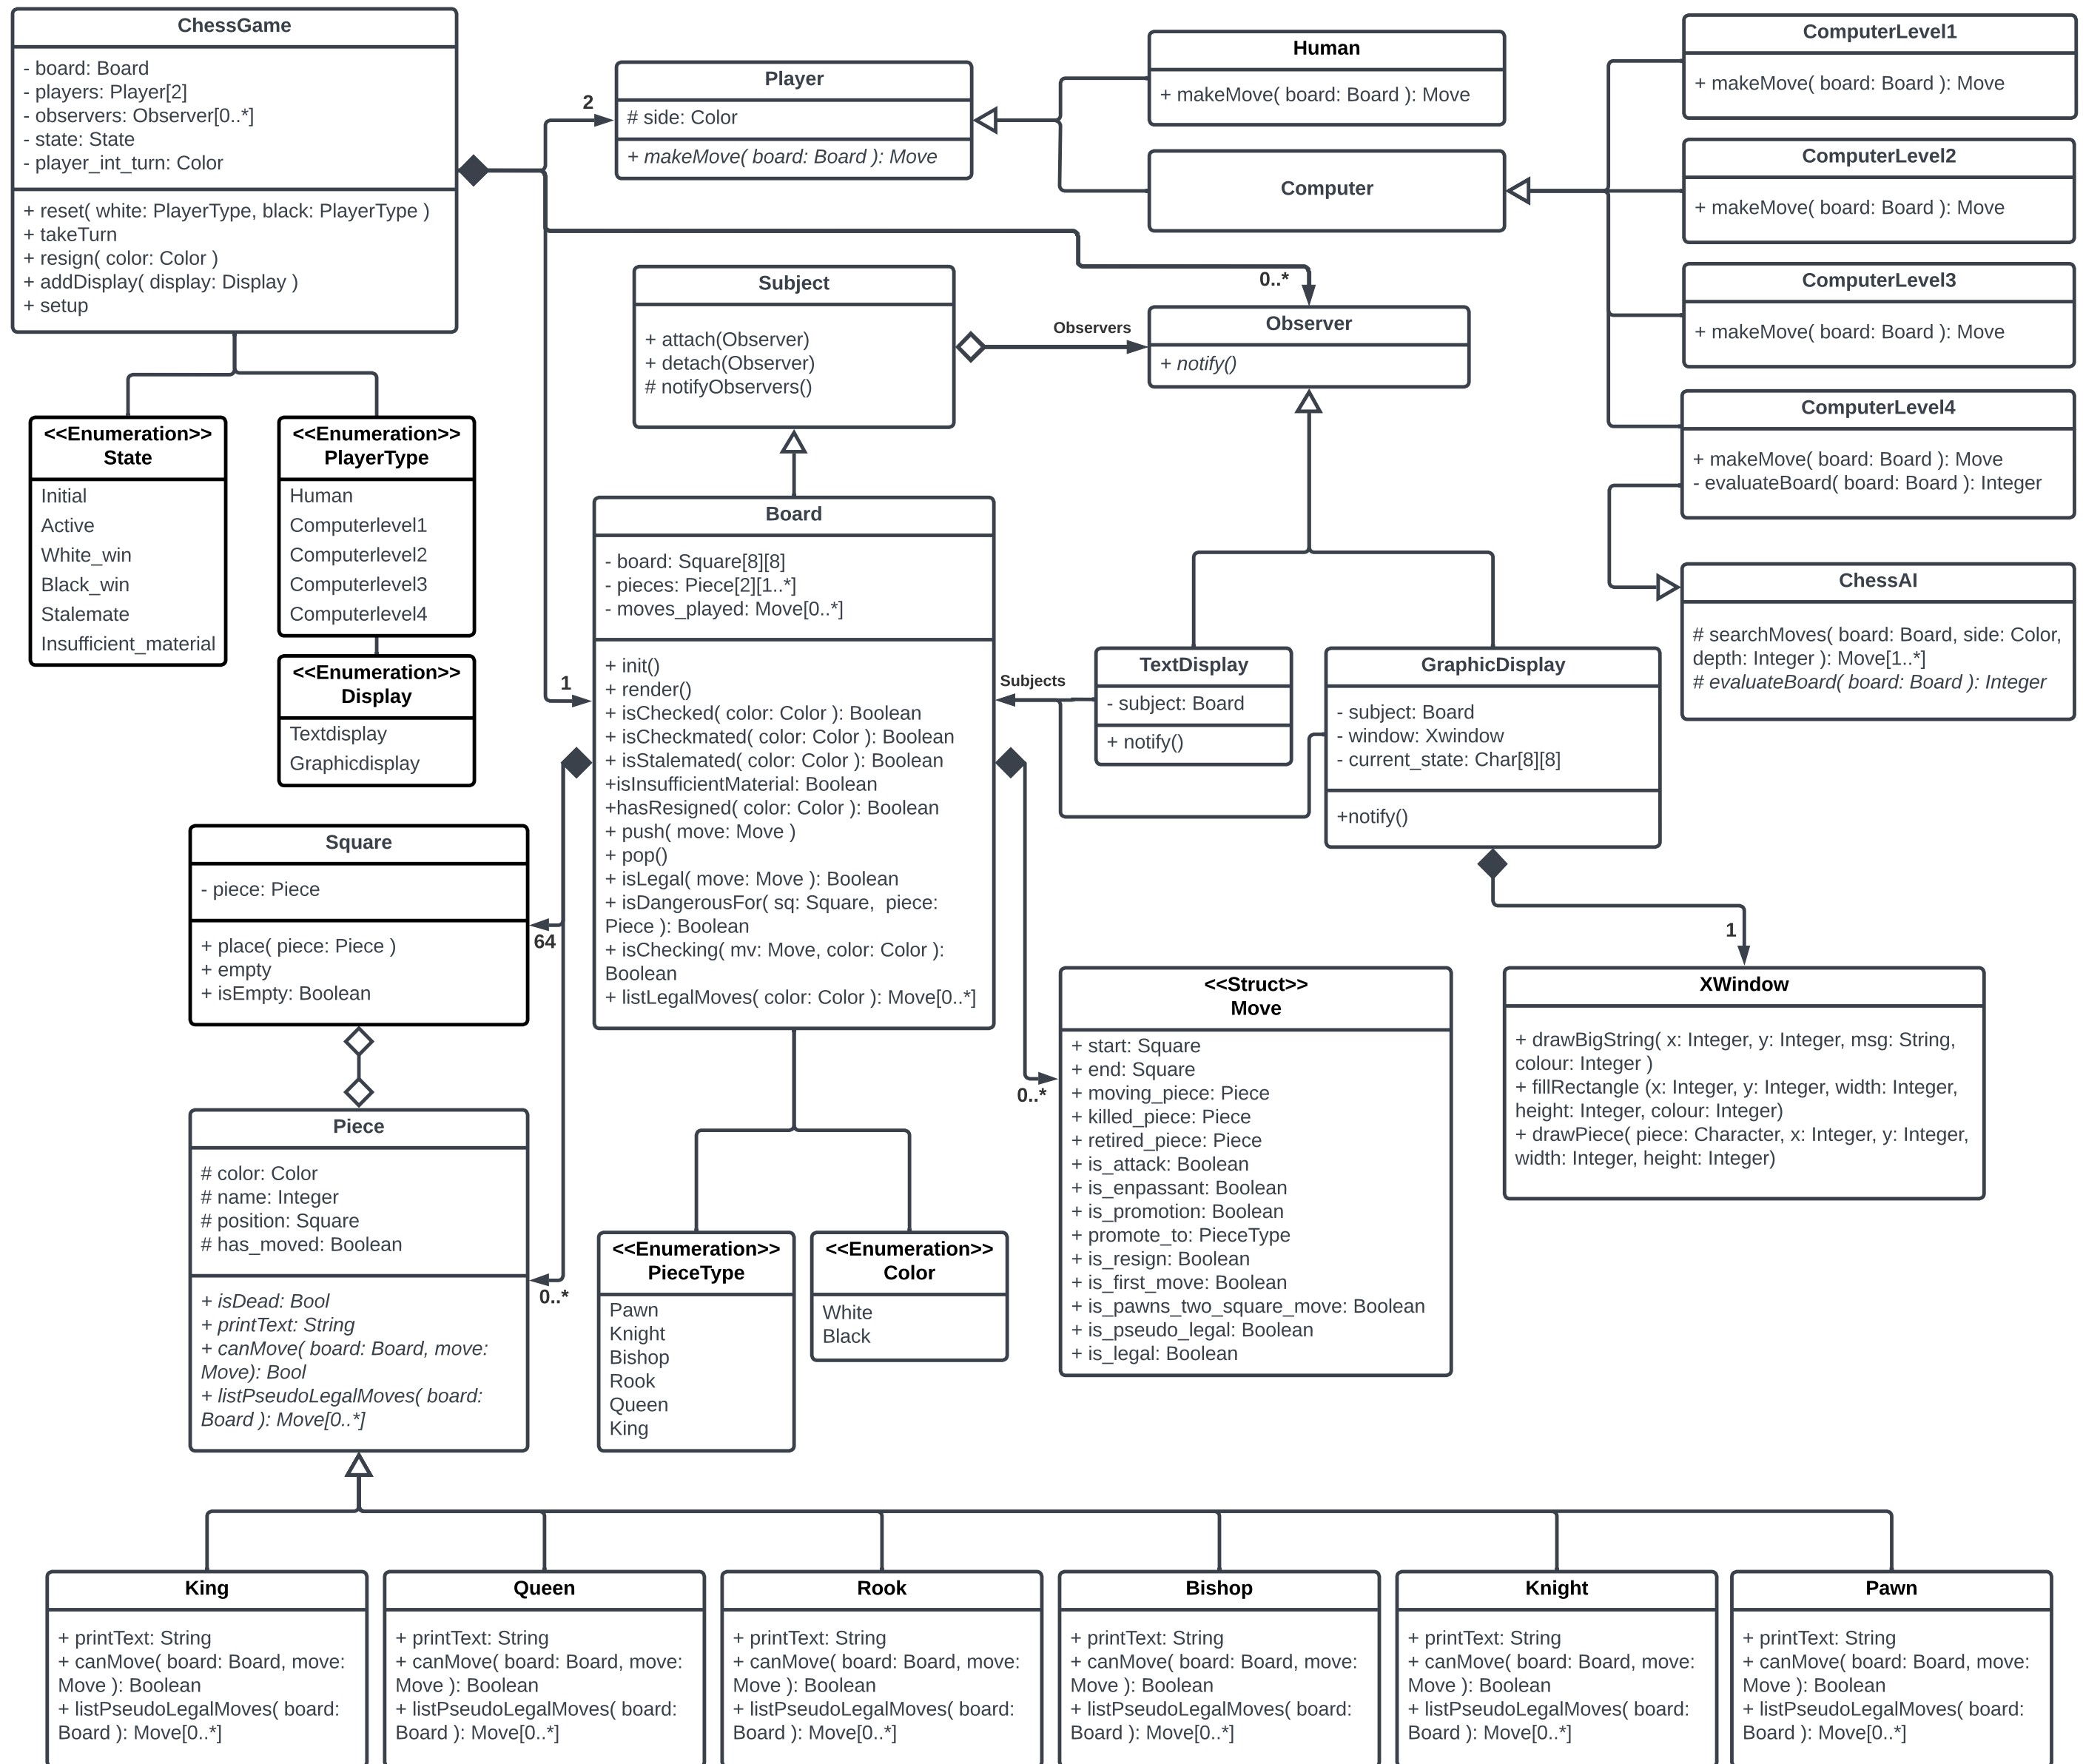 ChessGame
- board: Board
- players: Player[2]
- observers: Observer[0..*]
- state: State
- player_int_turn: Color
+ reset( white: PlayerType, black: PlayerType )
+ takeTurn
+ resign( color: Color )
+ addDisplay( display: Display )
+ setup
2
Player
# side: Color
+ makeMove( board: Board ): Move
Human
+ makeMove( board: Board ): Move
Computer
ComputerLevel1
+ makeMove( board: Board ): Move
ComputerLevel2
+ makeMove( board: Board ): Move
ComputerLevel3
+ makeMove( board: Board ): Move
ComputerLevel4
+ makeMove( board: Board ): Move
- evaluateBoard( board: Board ): Integer
ChessAI
# searchMoves( board: Board, side: Color,
depth: Integer ): Move[1..*]
# evaluateBoard( board: Board ): Integer
Subject
+ attach(Observer)
+ detach(Observer)
# notifyObservers()
Observers
0..*
Observer
+ notify()
<<Enumeration>>
State
Initial
Active
White_win
Black_win
Stalemate
Insufficient_material
<<Enumeration>>
PlayerType
Human
Computerlevel1
Computerlevel2
Computerlevel3
Computerlevel4
<<Enumeration>>
Display
Textdisplay
Graphicdisplay
1
Board
- board: Square[8][8]
- pieces: Piece[2][1..*]
- moves_played: Move[0..*]
+ init()
+ render()
+ isChecked( color: Color ): Boolean
+ isCheckmated( color: Color ): Boolean
+ isStalemated( color: Color ): Boolean
+isInsufficientMaterial: Boolean
+hasResigned( color: Color ): Boolean
+ push( move: Move )
+ pop()
+ isLegal( move: Move ): Boolean
+ isDangerousFor( sq: Square,  piece:
Piece ): Boolean
+ isChecking( mv: Move, color: Color ):
Boolean
+ listLegalMoves( color: Color ): Move[0..*]
Subjects
TextDisplay
- subject: Board
+ notify()
GraphicDisplay
- subject: Board
- window: Xwindow
- current_state: Char[8][8]
+notify()
1
XWindow
+ drawBigString( x: Integer, y: Integer, msg: String,
colour: Integer )
+ fillRectangle (x: Integer, y: Integer, width: Integer,
height: Integer, colour: Integer)
+ drawPiece( piece: Character, x: Integer, y: Integer,
width: Integer, height: Integer)
Square
- piece: Piece
+ place( piece: Piece )
+ empty
+ isEmpty: Boolean
64
0..*
Piece
# color: Color
# name: Integer
# position: Square
# has_moved: Boolean
+ isDead: Bool
+ printText: String
+ canMove( board: Board, move:
Move): Bool
+ listPseudoLegalMoves( board:
Board ): Move[0..*]
<<Enumeration>>
PieceType
Pawn
Knight
Bishop
Rook
Queen
King
<<Enumeration>>
Color
White
Black
0..*
<<Struct>>
Move
+ start: Square
+ end: Square
+ moving_piece: Piece
+ killed_piece: Piece
+ retired_piece: Piece
+ is_attack: Boolean
+ is_enpassant: Boolean
+ is_promotion: Boolean
+ promote_to: PieceType
+ is_resign: Boolean
+ is_first_move: Boolean
+ is_pawns_two_square_move: Boolean
+ is_pseudo_legal: Boolean
+ is_legal: Boolean
King
+ printText: String
+ canMove( board: Board, move:
Move ): Boolean
+ listPseudoLegalMoves( board:
Board ): Move[0..*]
Queen
+ printText: String
+ canMove( board: Board, move:
Move ): Boolean
+ listPseudoLegalMoves( board:
Board ): Move[0..*]
Rook
+ printText: String
+ canMove( board: Board, move:
Move ): Boolean
+ listPseudoLegalMoves( board:
Board ): Move[0..*]
Bishop
+ printText: String
+ canMove( board: Board, move:
Move ): Boolean
+ listPseudoLegalMoves( board:
Board ): Move[0..*]
Knight
+ printText: String
+ canMove( board: Board, move:
Move ): Boolean
+ listPseudoLegalMoves( board:
Board ): Move[0..*]
Pawn
+ printText: String
+ canMove( board: Board, move:
Move ): Boolean
+ listPseudoLegalMoves( board:
Board ): Move[0..*]